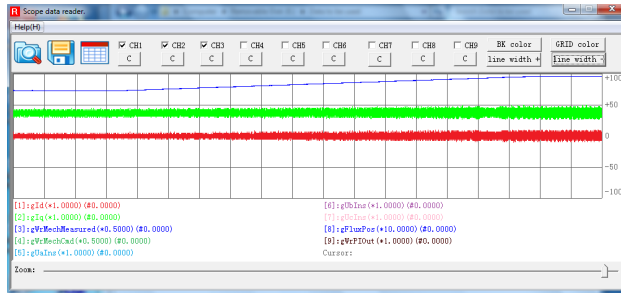 R Scope data reader.
Help(H)
CH1 CH2 CH3 CH4 CH5 CH6 CH7 CH8 CH9 BK color GRID color
C C C C C C C C C line width + line width -
+100
+50
0
-50
-100
[1]:gId(*1.0000)(#0.0000) [6]:gUbIns(*1.0000)(#0.0000)
[2]:gIq(*1.0000)(#0.0000) [7]:gUcIns(*1.0000)(#0.0000)
[3]:gWrMechMeasured(*0.5000)(#0.0000) [8]:gFluxPos(*10.0000)(#0.0000)
[4]:gWrMechCmd(*0.5000)(#0.0000) [9]:gWrPIOut(*1.0000)(#0.0000)
[5]:gUaIns(*1.0000)(#0.0000) Cursor:
Zoom: